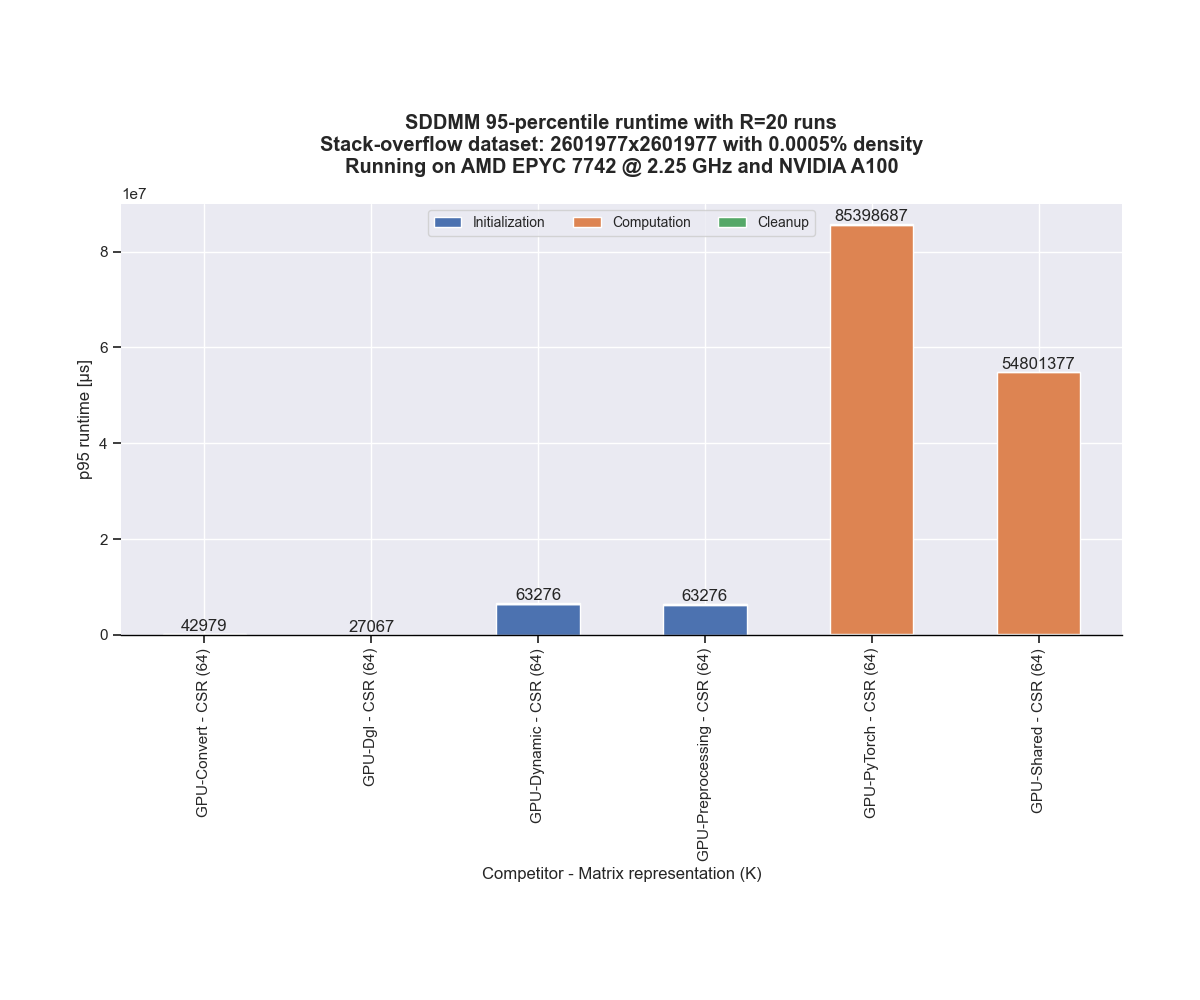 SDDMM 95-percentile runtime with R=20 runs
Stack-overflow dataset: 2601977x2601977 with 0.0005% density
Running on AMD EPYC 7742 @ 2.25 GHz and NVIDIA A100
1e7
Initialization
Computation
Cleanup
85398687
54801377
63276
63276
42979
27067
8
6
4
2
0
p95 runtime [μs]
GPU-Convert - CSR (64)
GPU-Dgl - CSR (64)
GPU-Dynamic - CSR (64)
GPU-Preprocessing - CSR (64)
GPU-PyTorch - CSR (64)
GPU-Shared - CSR (64)
Competitor - Matrix representation (K)